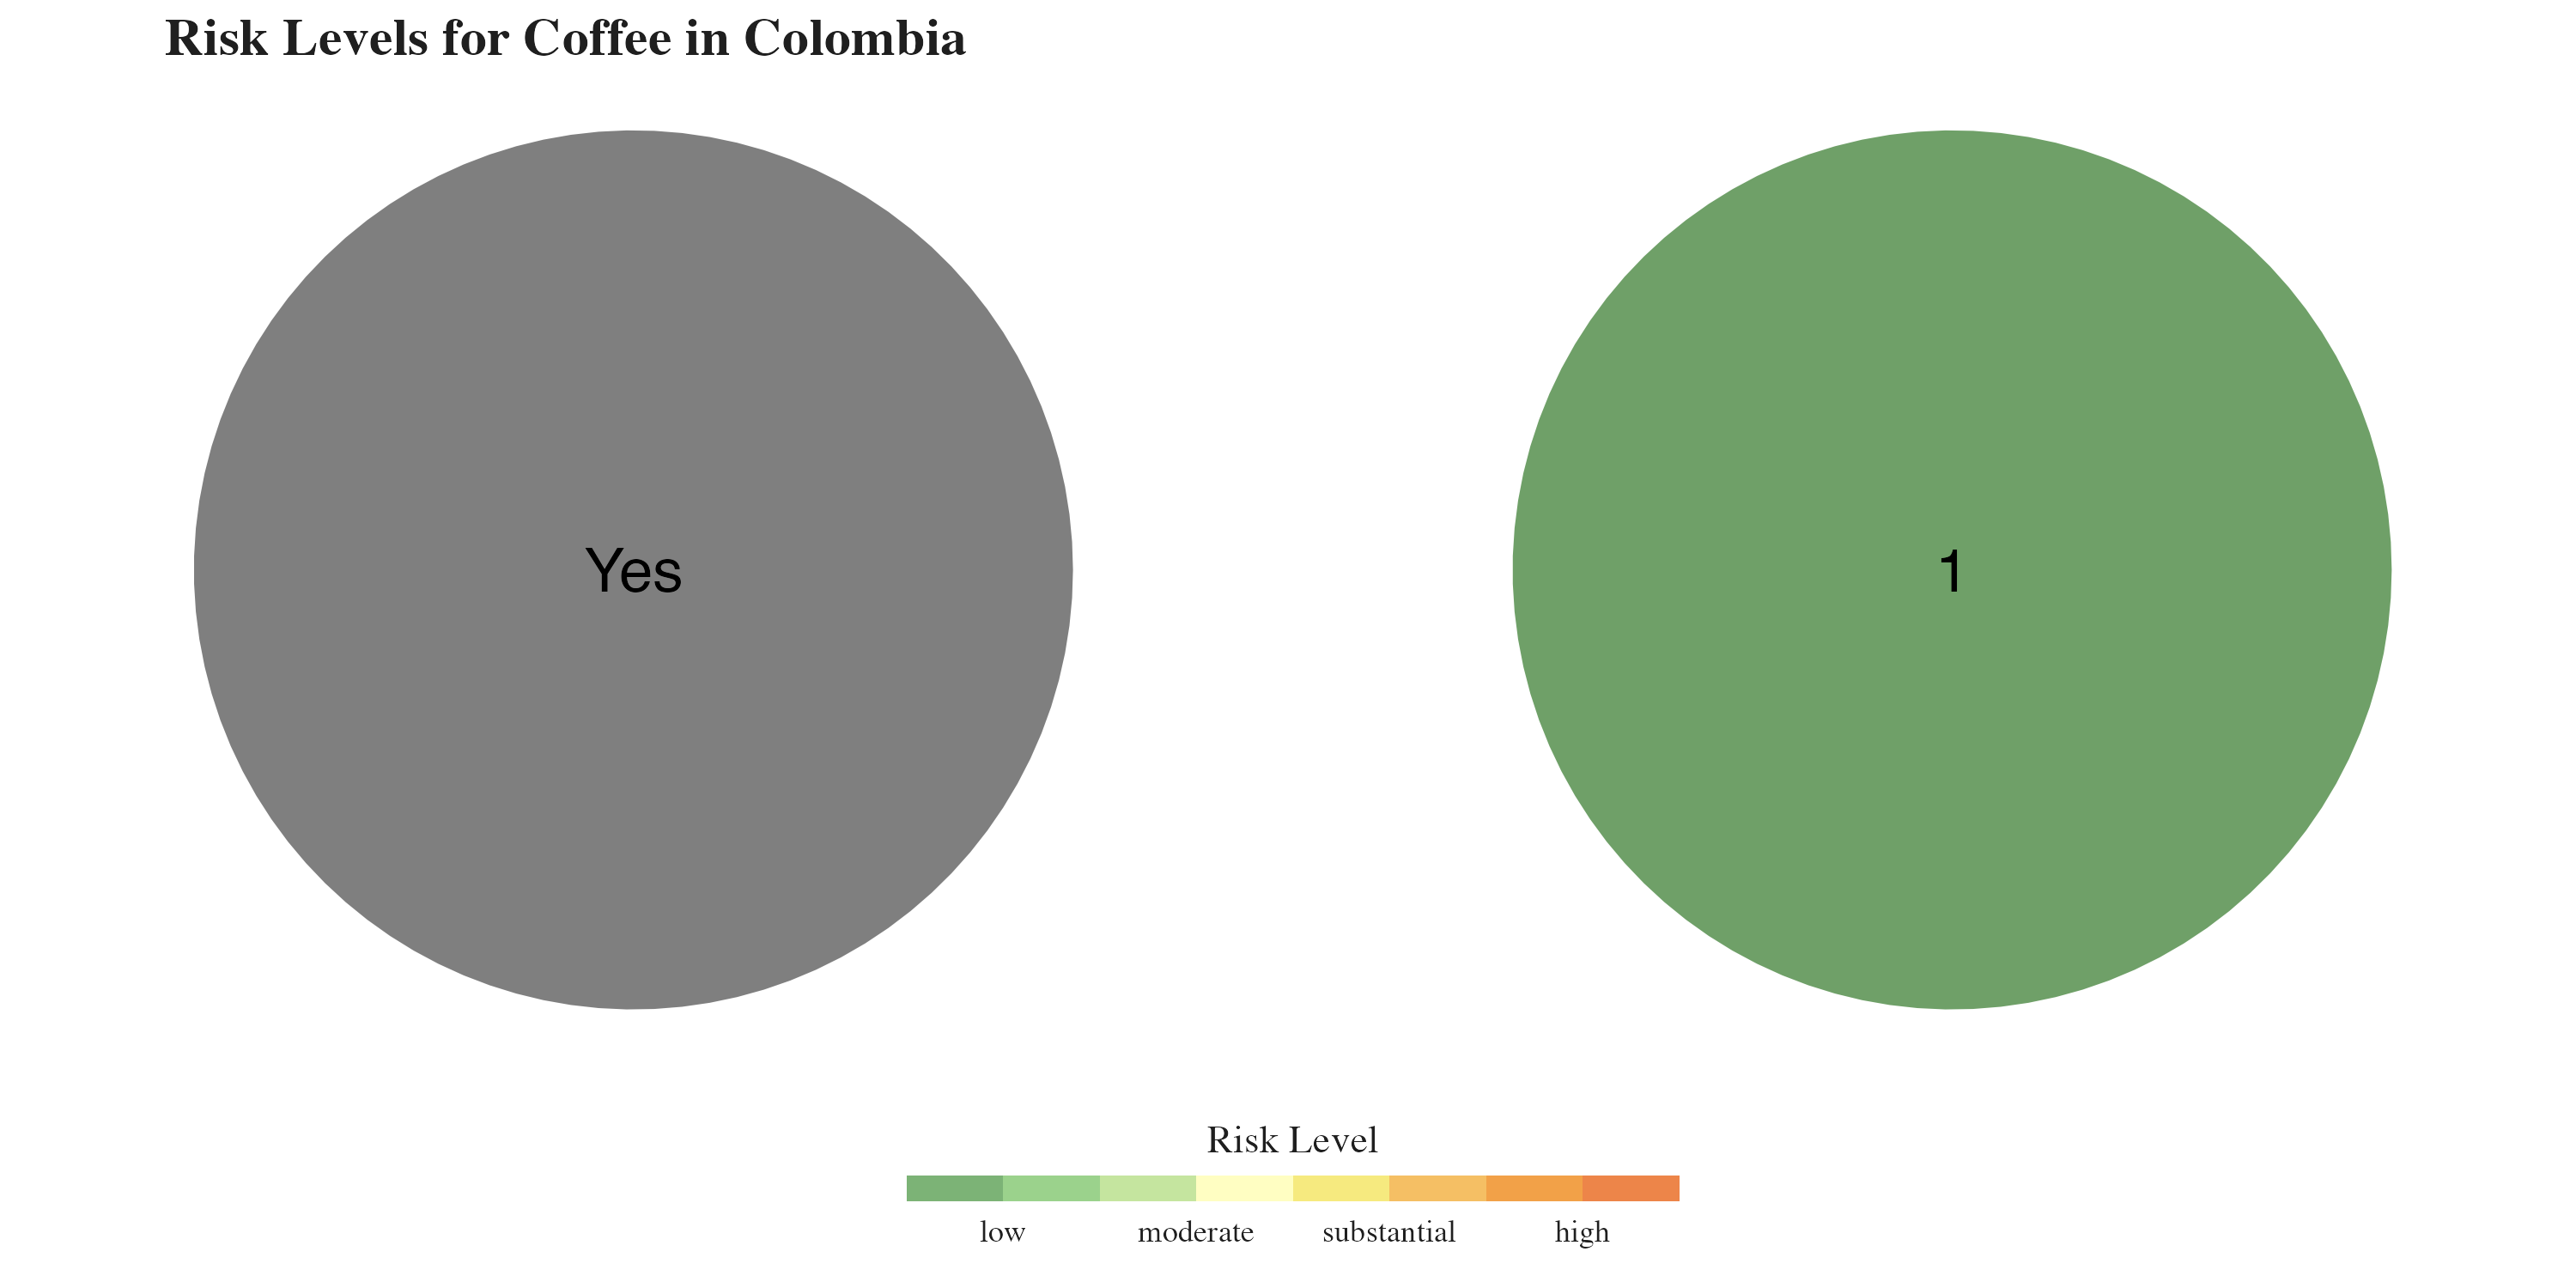 Risk Levels for Coffee in Colombia
Yes
1
Risk Level
low
moderate
substantial
high